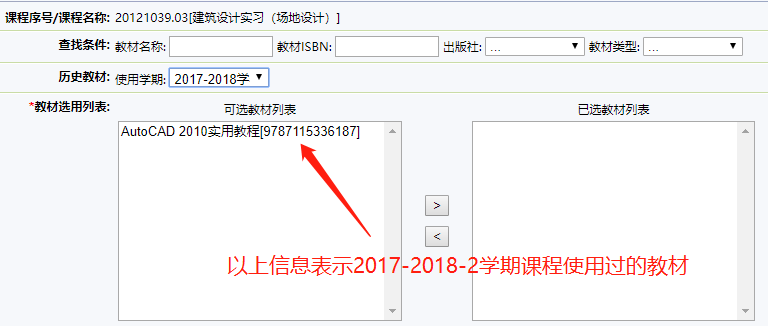 课程序号/课程名称: 20121039.03[建筑设计实习（场地设计）]
查找条件: 教材名称: 教材ISBN: 出版社: ... 教材类型: ...
历史教材: 使用学期: 2017-2018学
*教材选用列表: 可选教材列表 已选教材列表
AutoCAD 2010实用教程[9787115336187]
>
<
以上信息表示2017-2018-2学期课程使用过的教材